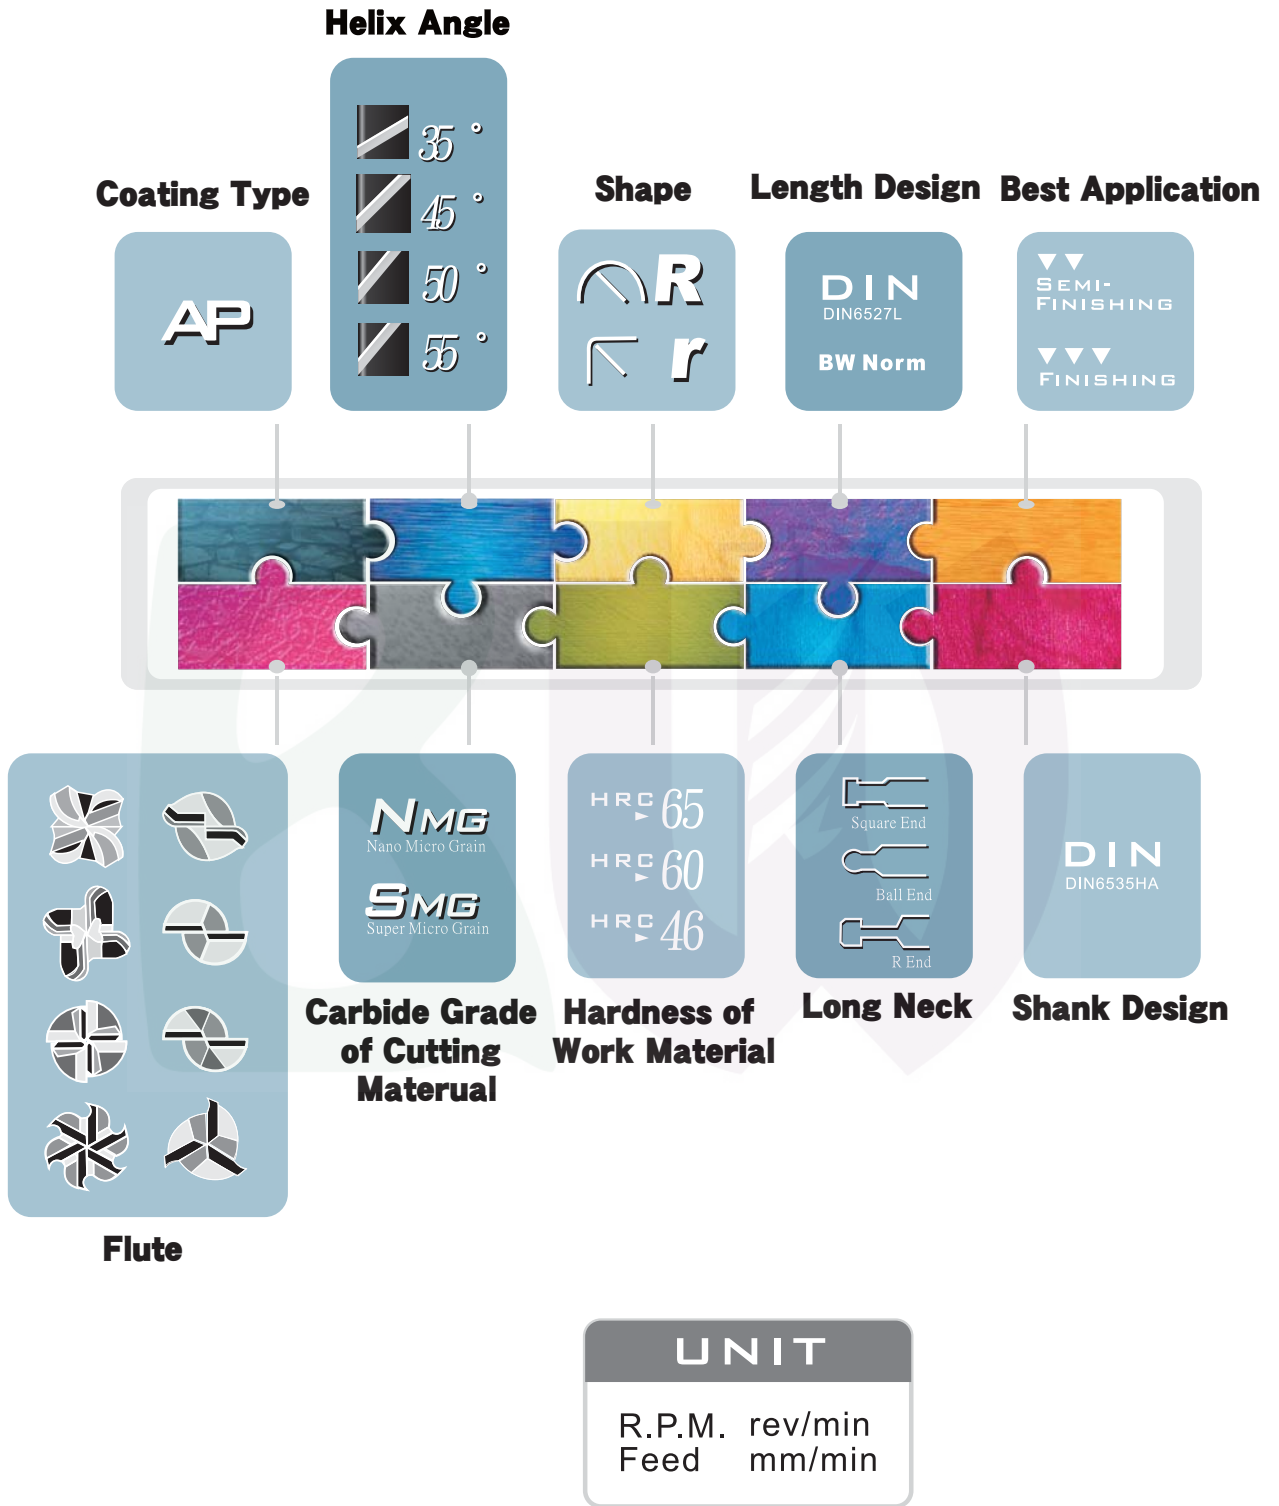 Helix Angle
35°
45°
50°
55°
Coating Type
AP
Shape
R
r
Length Design
DIN
DIN6527L
BW Norm
Best Application
SEMI-
FINISHING
FINISHING
Flute
NMG
Nano Micro Grain
SMG
Super Micro Grain
Carbide Grade
of Cutting
Materual
HRC 65
HRC 60
HRC 46
Hardness of
Work Material
Square End
Ball End
R End
Long Neck
DIN
DIN6535HA
Shank Design
UNIT
R.P.M. rev/min
Feed mm/min